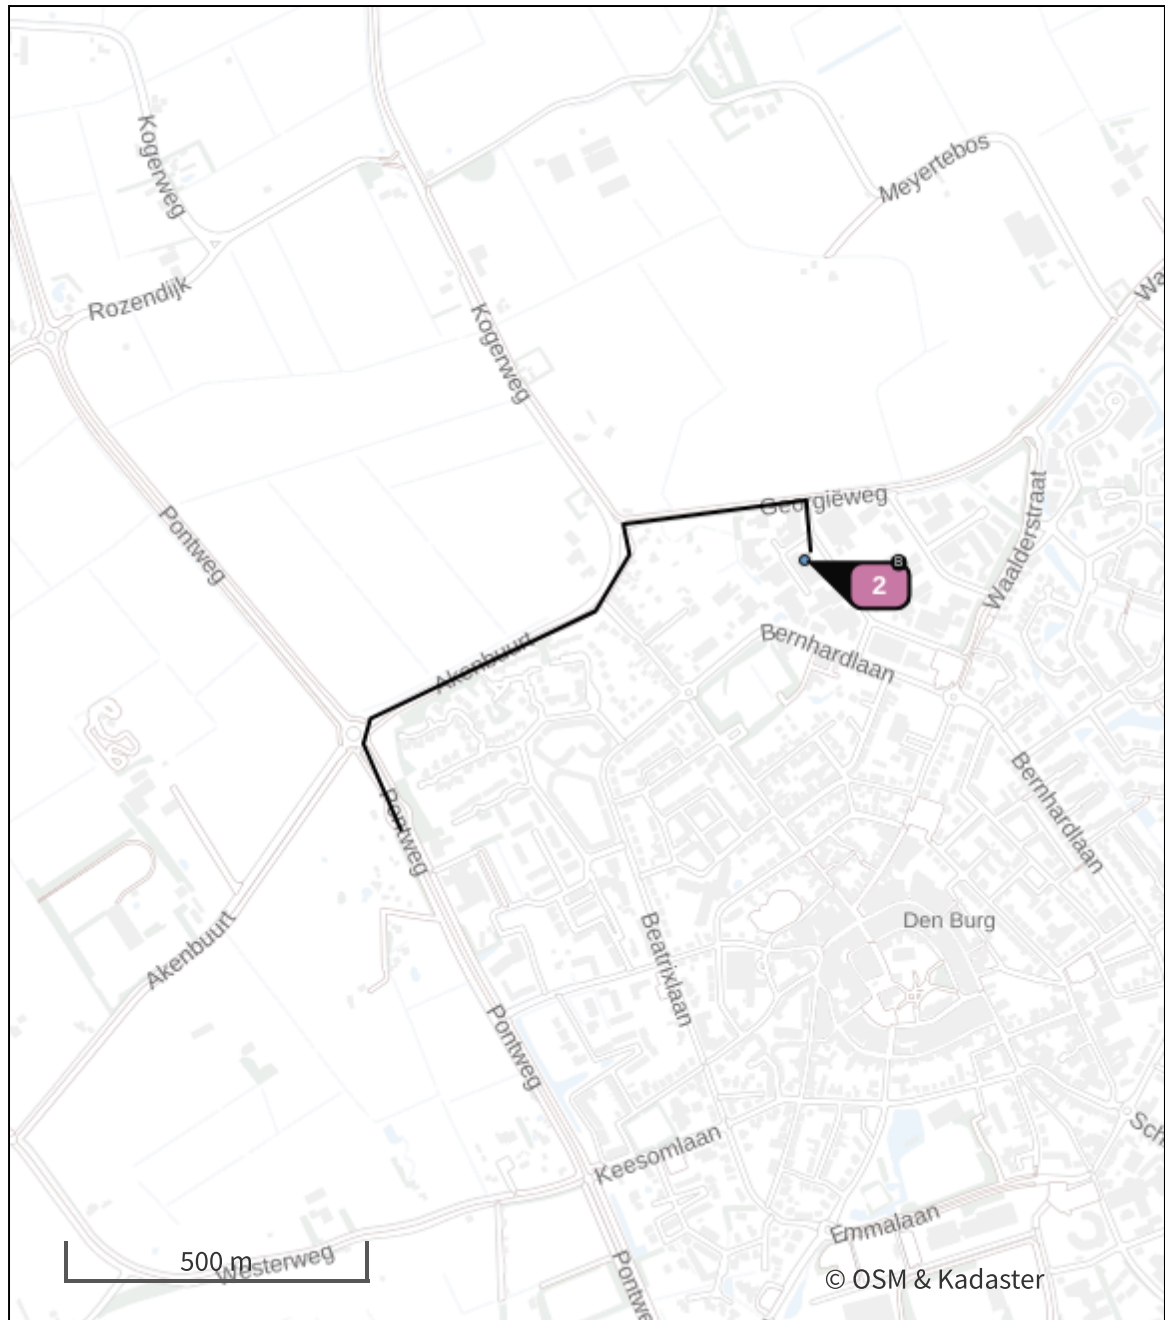 Kogerweg
Meyertebos
Wa
Rozendijk
Kogerweg
Georgiëweg
Waalderstraat
Pontweg
B
2
Bernhardlaan
Akenbuurt
Bernhardlaan
Pontweg
Den Burg
Beatrixlaan
Akenbuurt
Pontweg
Sch
Keesomlaan
Emmalaan
500 m
Westerweg
Pontwe
© OSM & Kadaster